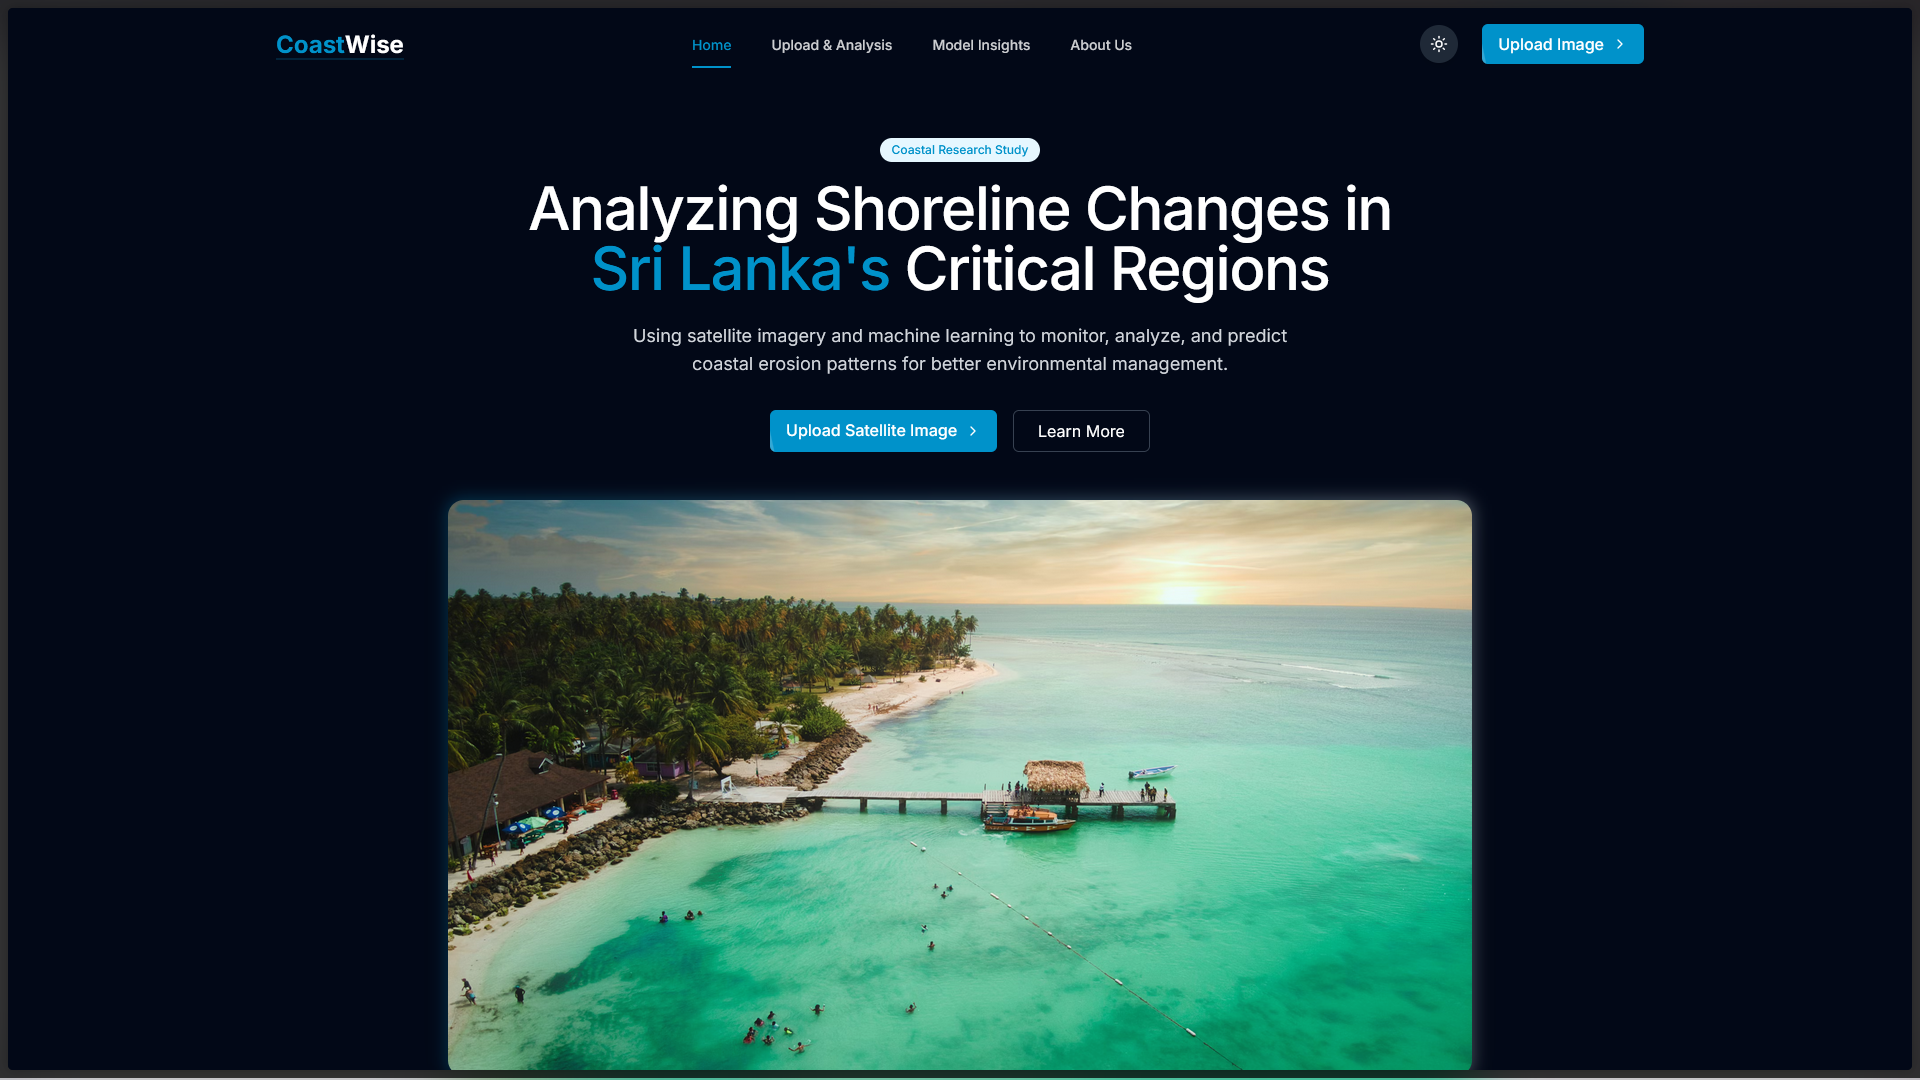 CoastWise
Home
Upload & Analysis
Model Insights
About Us
Upload Image
Coastal Research Study
Analyzing Shoreline Changes in
Sri Lanka's Critical Regions
Using satellite imagery and machine learning to monitor, analyze, and predict
coastal erosion patterns for better environmental management.
Upload Satellite Image
Learn More